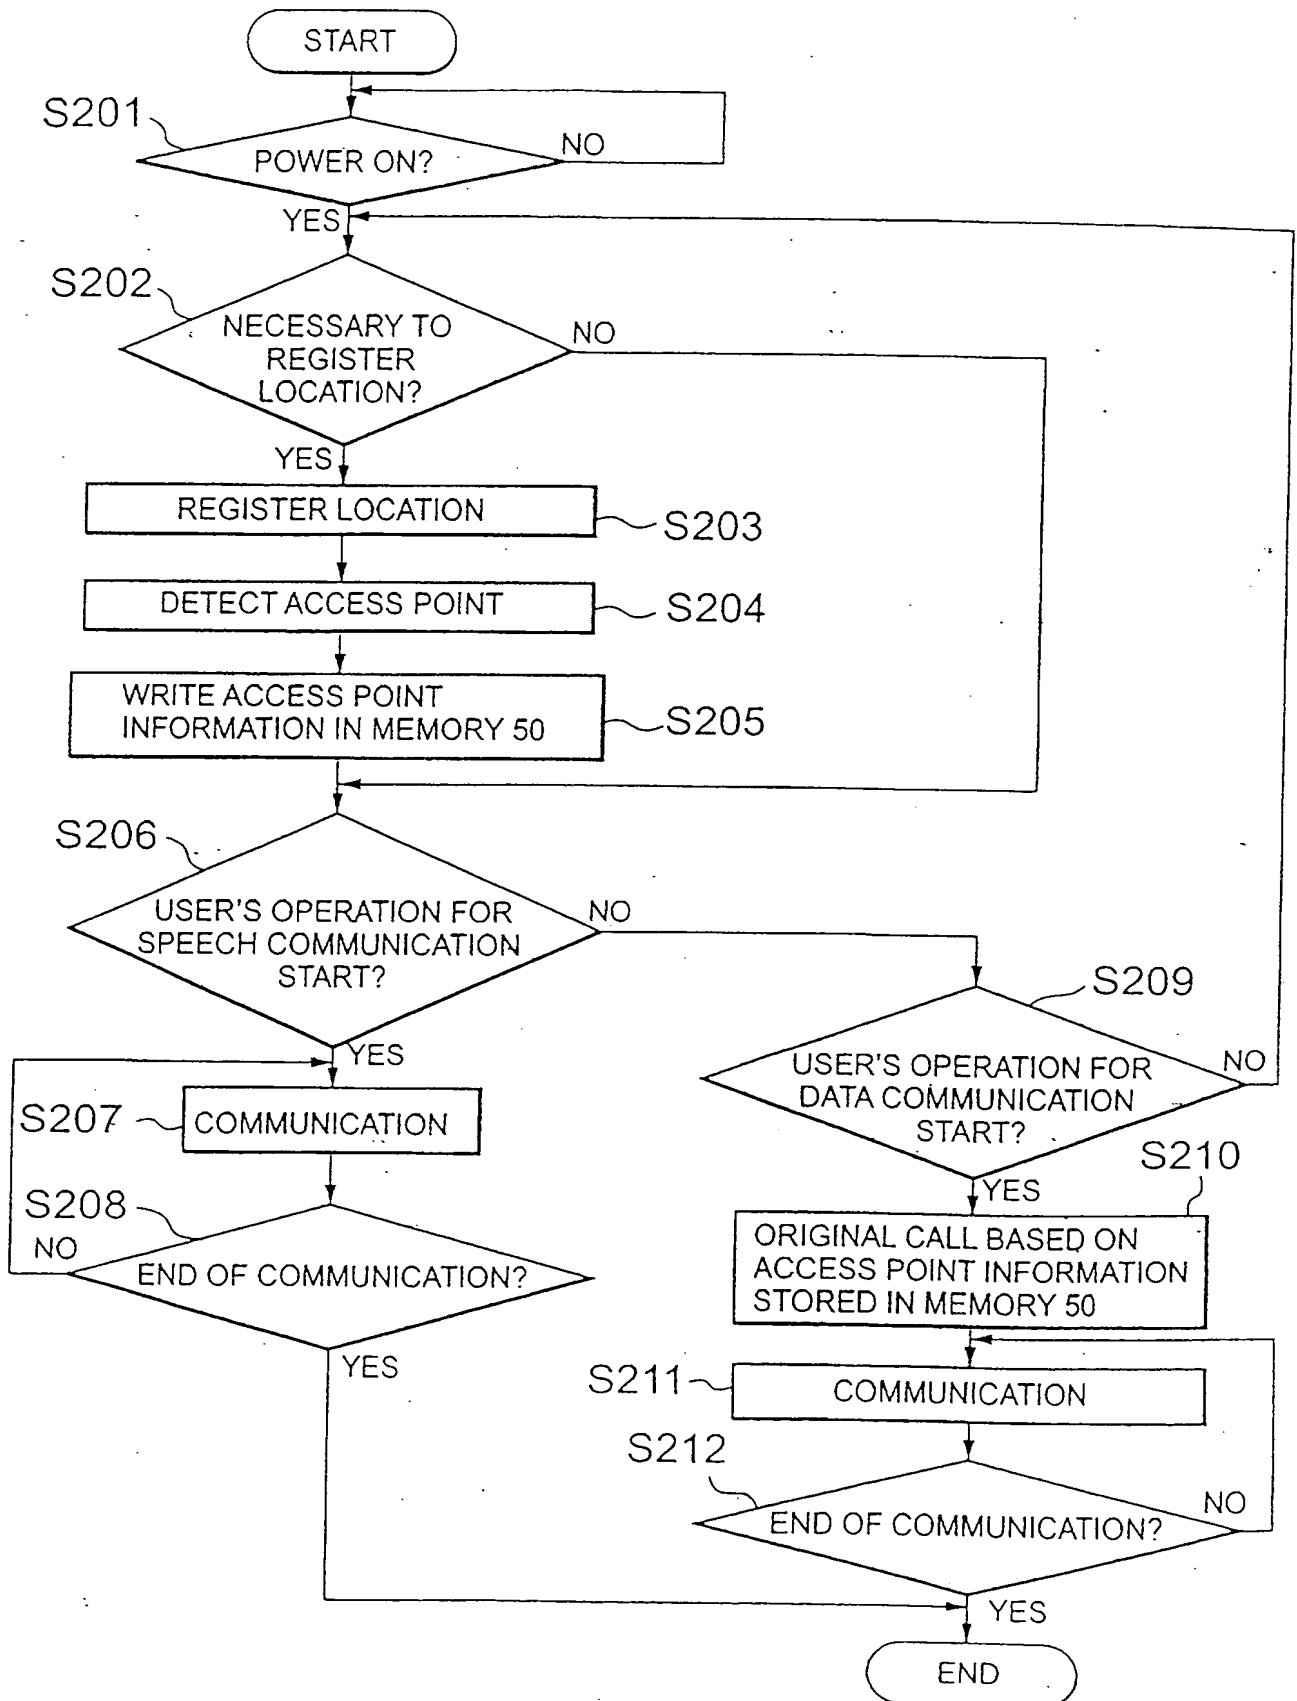 START
S201
POWER ON?
NO
YES
S202
NECESSARY TO
REGISTER
LOCATION?
NO
YES
REGISTER LOCATION
S203
DETECT ACCESS POINT
S204
WRITE ACCESS POINT
INFORMATION IN MEMORY 50
S205
S206
USER'S OPERATION FOR
SPEECH COMMUNICATION
START?
NO
YES
S207
COMMUNICATION
S208
NO
END OF COMMUNICATION?
YES
S209
USER'S OPERATION FOR
DATA COMMUNICATION
START?
NO
YES
S210
ORIGINAL CALL BASED ON
ACCESS POINT INFORMATION
STORED IN MEMORY 50
S211
COMMUNICATION
S212
NO
END OF COMMUNICATION?
YES
END